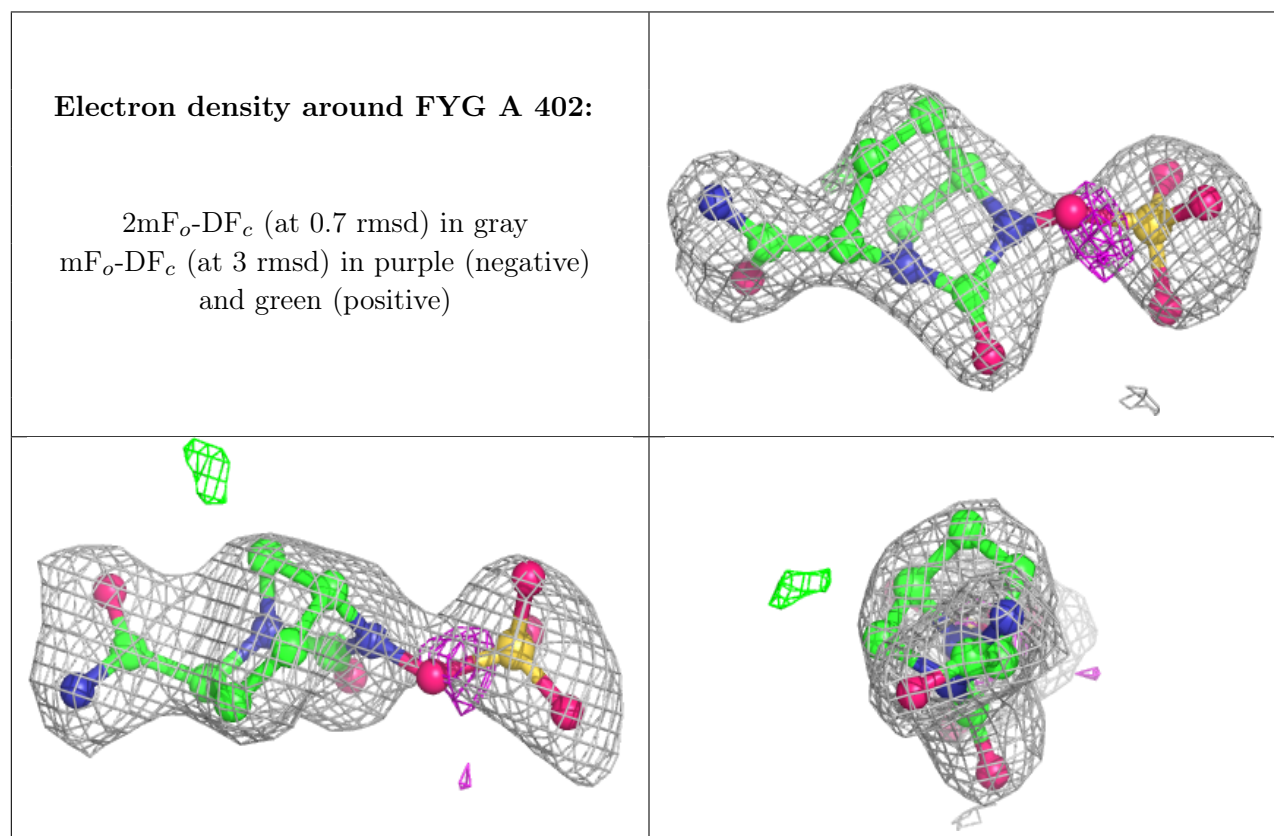 Electron density around FYG A 402:
2mFₒ-DF𝒸 (at 0.7 rmsd) in gray
mFₒ-DF𝒸 (at 3 rmsd) in purple (negative)
and green (positive)